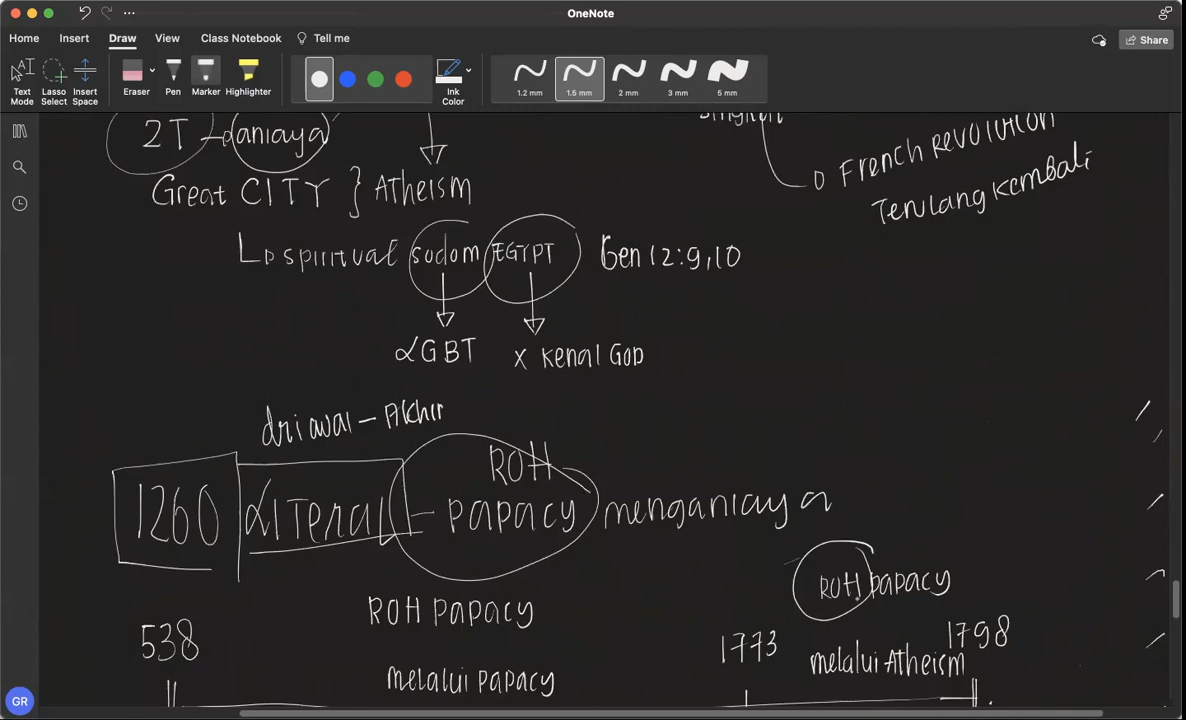 OneNote
Home Insert Draw View Class Notebook Tell me
Share
Text Mode
Lasso Select
Insert Space
Eraser
Pen
Marker
Highlighter
Ink Color
1.2 mm
1.5 mm
2 mm
3 mm
5 mm
2T aniaya
French REVOLUTION
Terulang Kembali
Great CITY } Atheism
spiritual sodom EGYPT Gen 12:9,10
LGBT x kenal GOD
dri awal - Akhir
1260 LITeral - ROH papacy menganiaya
ROH papacy
ROH papacy
538
1773
1798
melalui papacy
melalui Atheism
GR